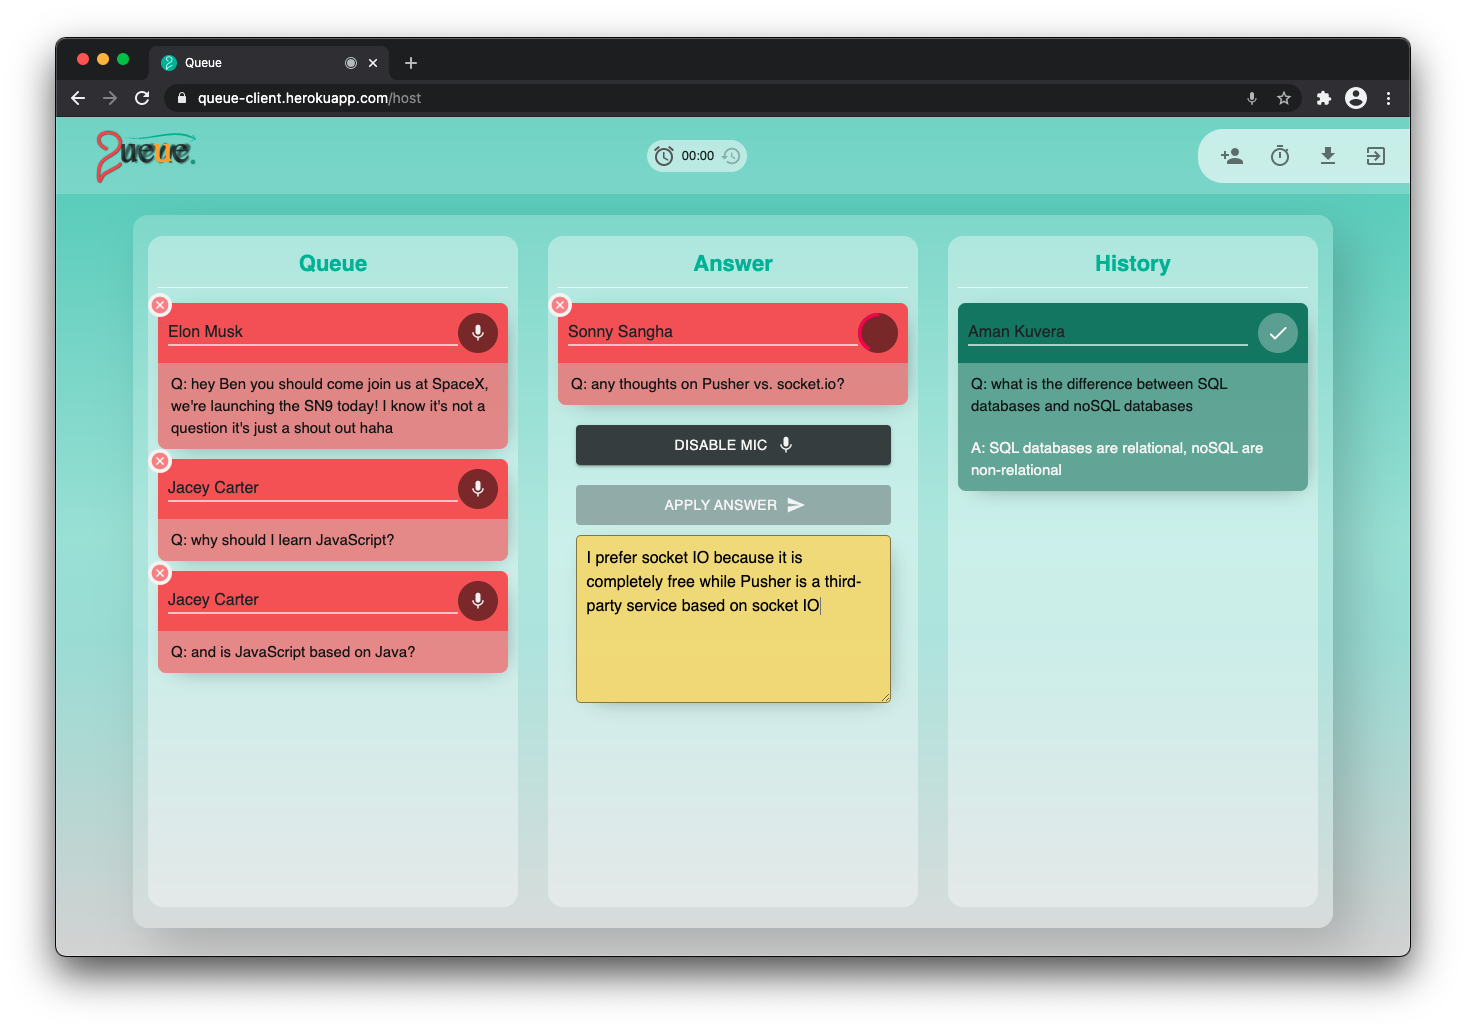 Queue
queue-client.herokuapp.com/host
Queue.
00:00
Queue
Elon Musk
Q: hey Ben you should come join us at SpaceX,
we're launching the SN9 today! I know it's not a
question it's just a shout out haha
Jacey Carter
Q: why should I learn JavaScript?
Jacey Carter
Q: and is JavaScript based on Java?
Answer
Sonny Sangha
Q: any thoughts on Pusher vs. socket.io?
DISABLE MIC
APPLY ANSWER
I prefer socket IO because it is
completely free while Pusher is a third-
party service based on socket IO
History
Aman Kuvera
Q: what is the difference between SQL
databases and noSQL databases
A: SQL databases are relational, noSQL are
non-relational